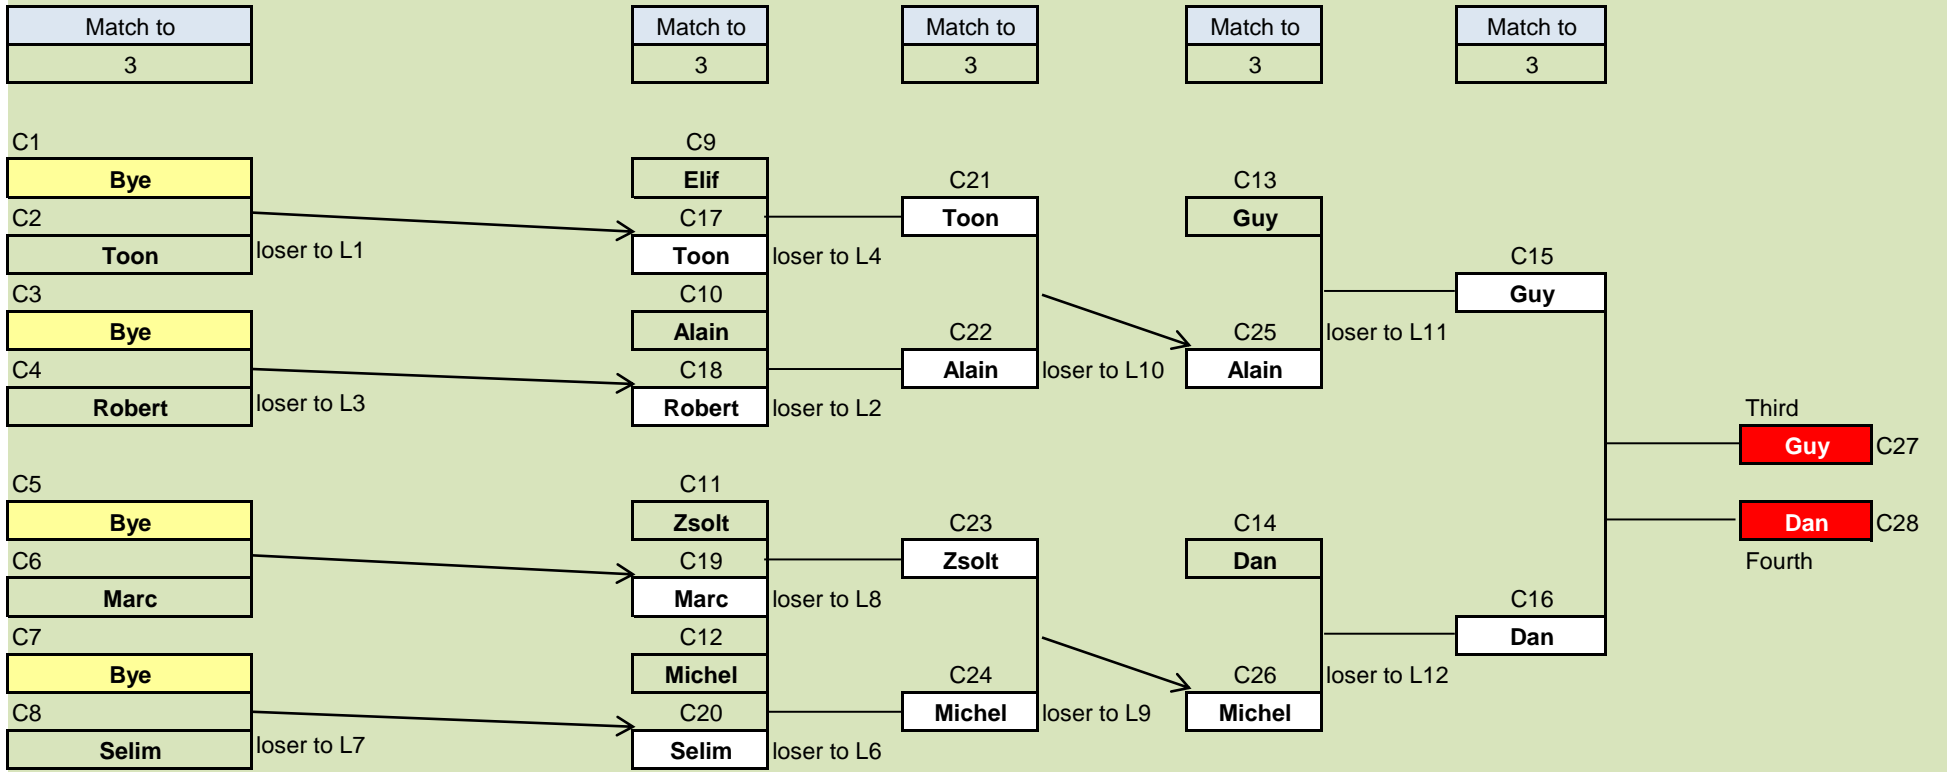 Match to Match to Match to Match to Match to
3 3 3 3 3
C1 C9
Bye Elif C21 C13
C2 C17 Toon Guy
Toon loser to L1 Toon loser to L4 C15
C3 C10 Guy
Bye Alain C22 C25 loser to L11
C4 C18 Alain loser to L10 Alain
Robert loser to L3 Robert loser to L2 Third
Guy C27
C5 C11
Bye Zsolt C23 C14 Dan C28
C6 C19 Zsolt Dan Fourth
Marc Marc loser to L8 C16
C7 C12 Dan
Bye Michel C24 C26 loser to L12
C8 C20 Michel loser to L9 Michel
Selim loser to L7 Selim loser to L6